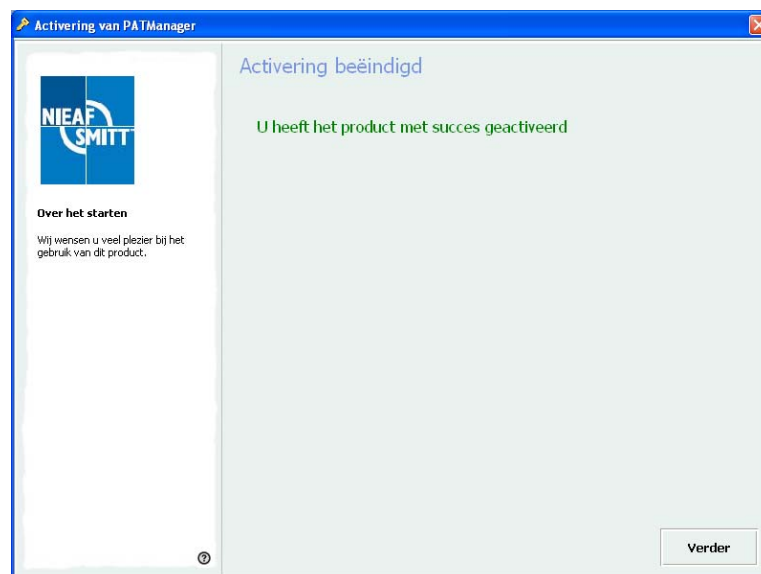 Activering van PATManager
NIEAF
SMITT
Activering beëindigd
U heeft het product met succes geactiveerd
Over het starten
Wij wensen u veel plezier bij het
gebruik van dit product.
?
Verder